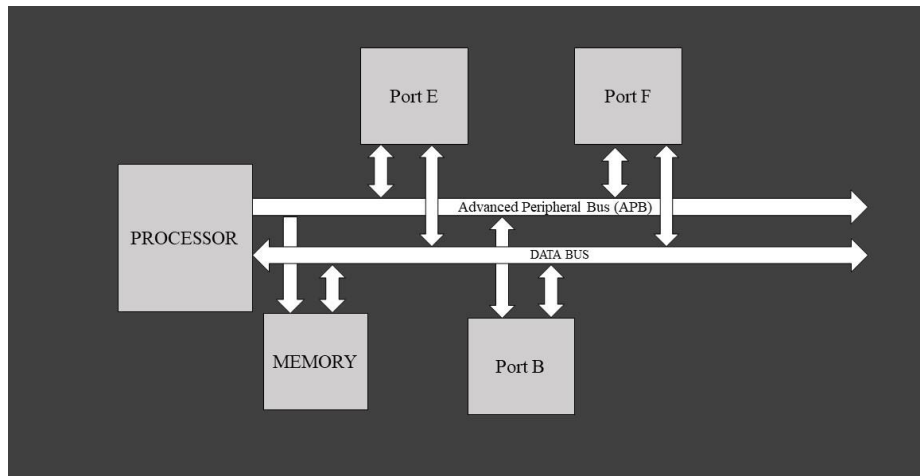 Port E
Port F
PROCESSOR
Advanced Peripheral Bus (APB)
DATA BUS
MEMORY
Port B